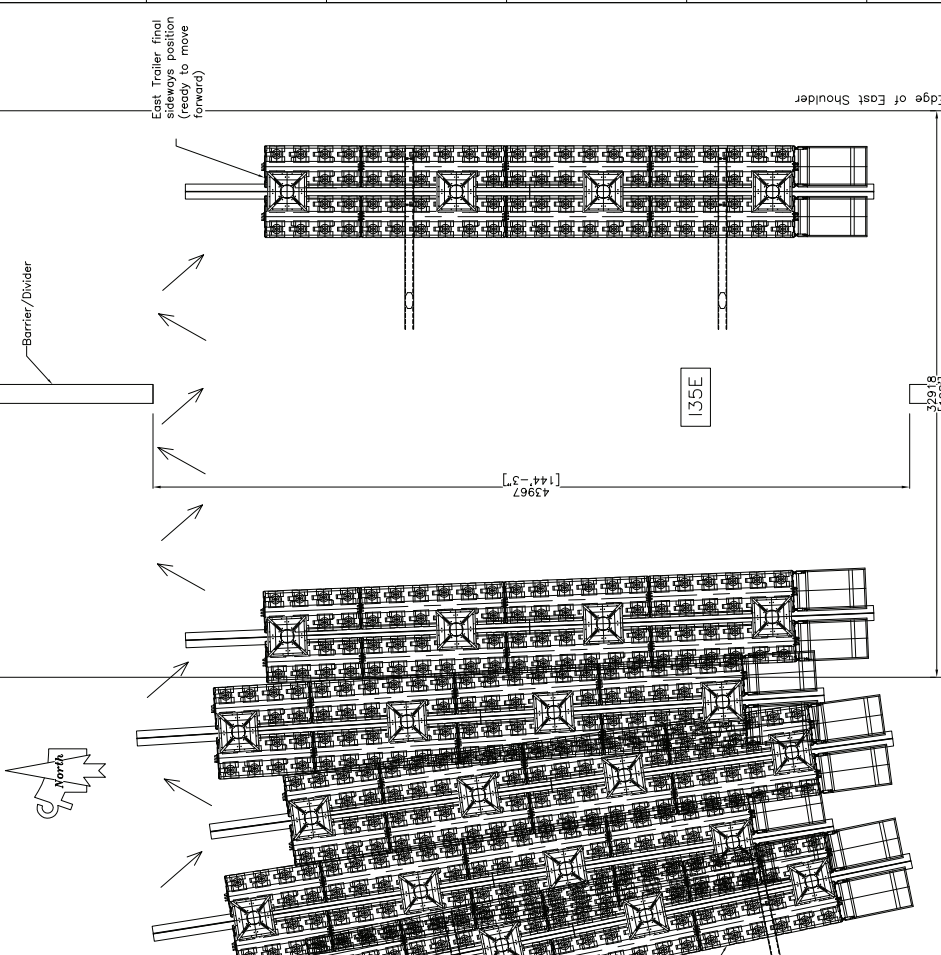 East Trailer final
sideways position
(ready to move
forward)
Edge of East Shoulder
Barrier/Divider
I35E
32918
43967
[144'-3"]
North